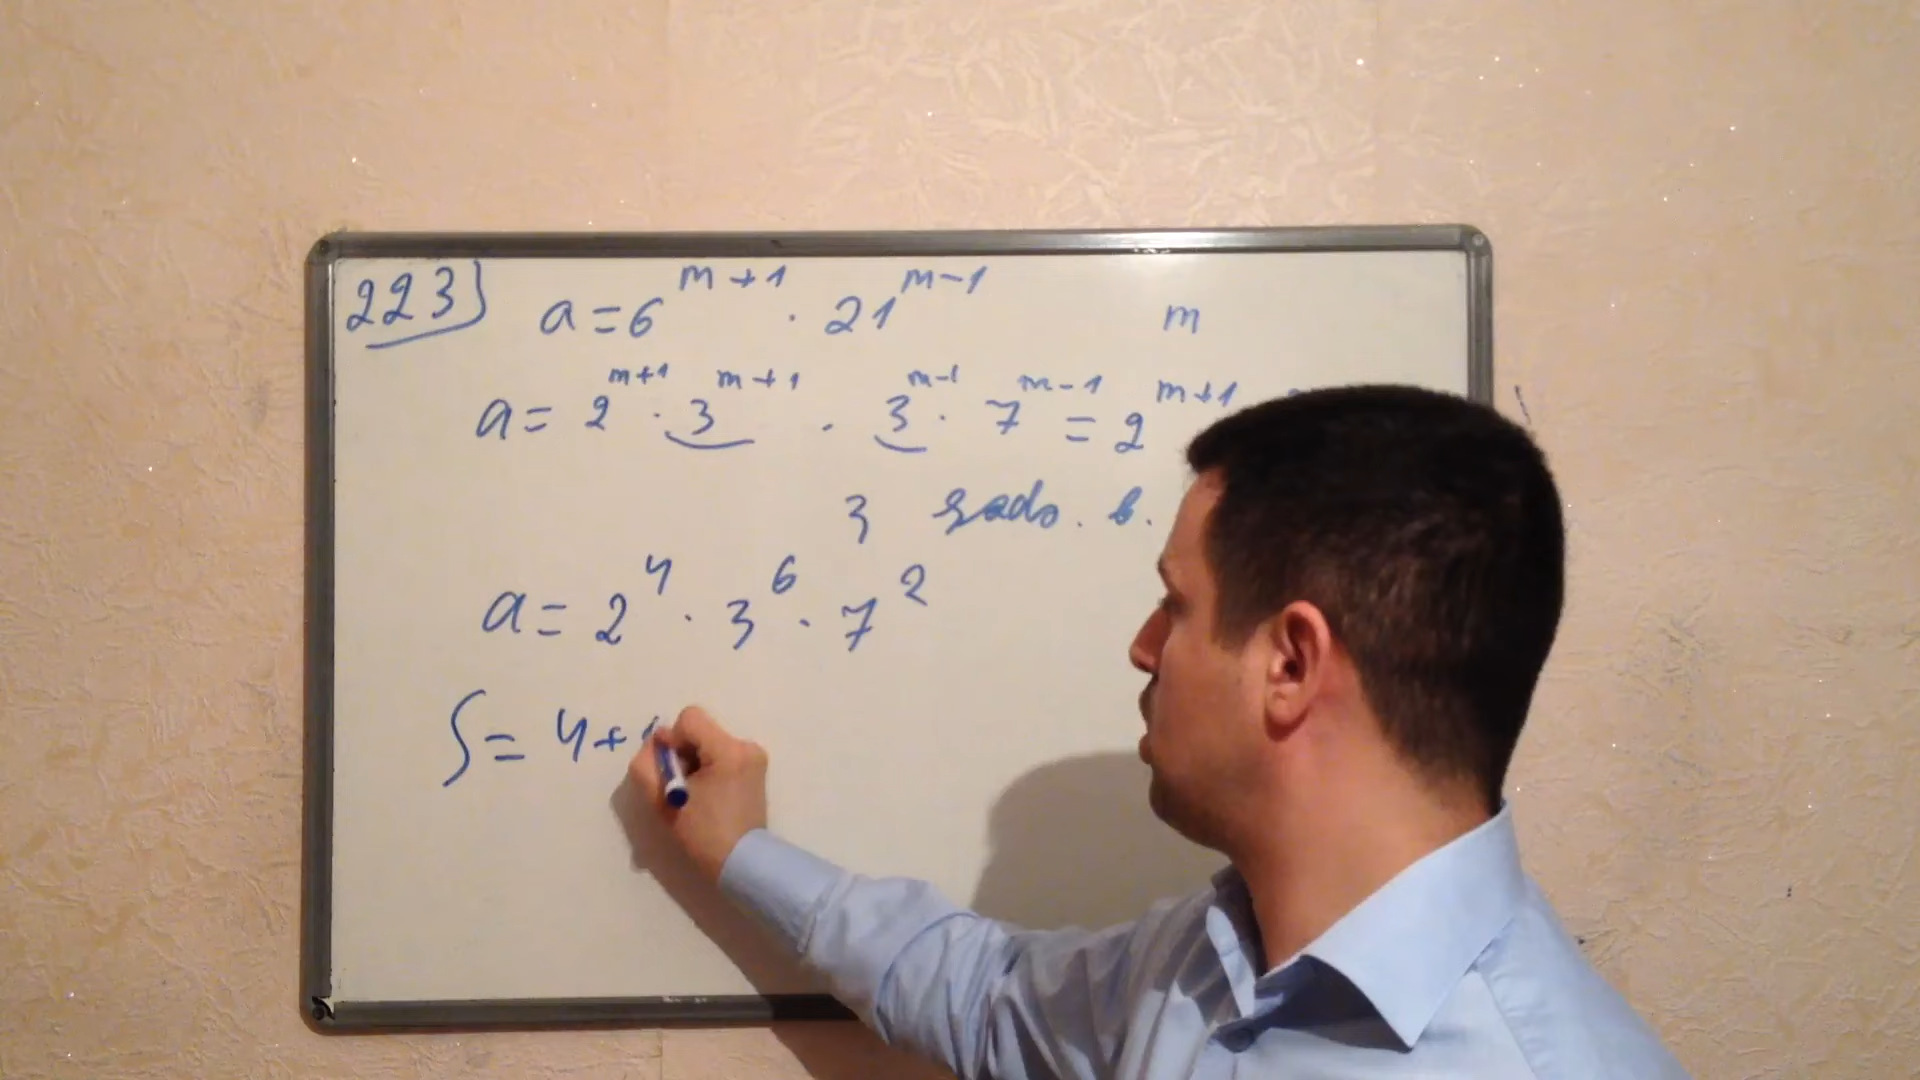 223) a = 6^{m+1} · 21^{m-1} m
a = 2^{m+1} · 3^{m+1} · 3^{m-1} · 7^{m-1} = 2^{m+1}
3 sado. b.
a = 2^4 · 3^6 · 7^2
S = 4 +